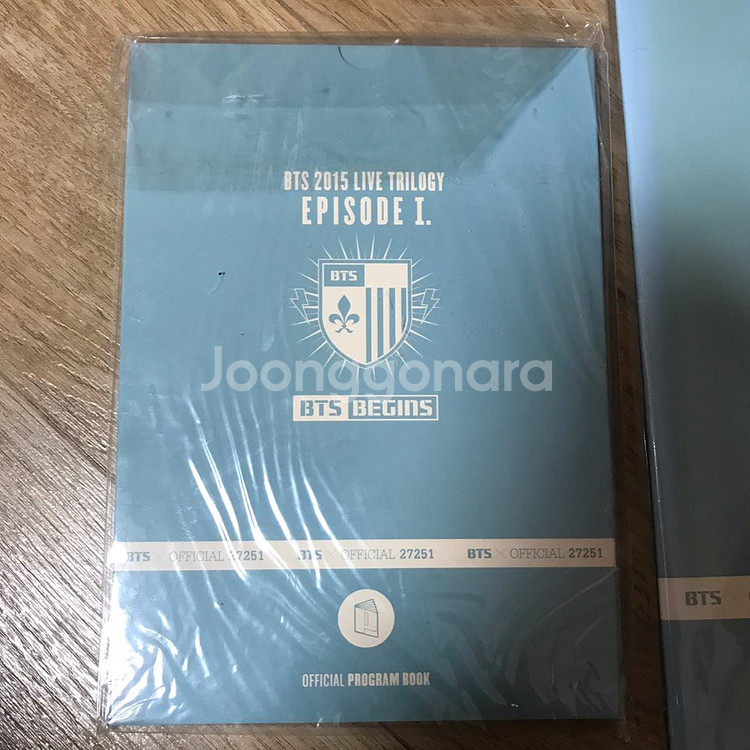 BTS 2015 LIVE TRILOGY
EPISODE I.
BTS
Joonggonara
BTS BEGINS
BTS × OFFICIAL 27251 BTS × OFFICIAL 27251 BTS × OFFICIAL 27251
BTS ×
OFFICIAL PROGRAM BOOK